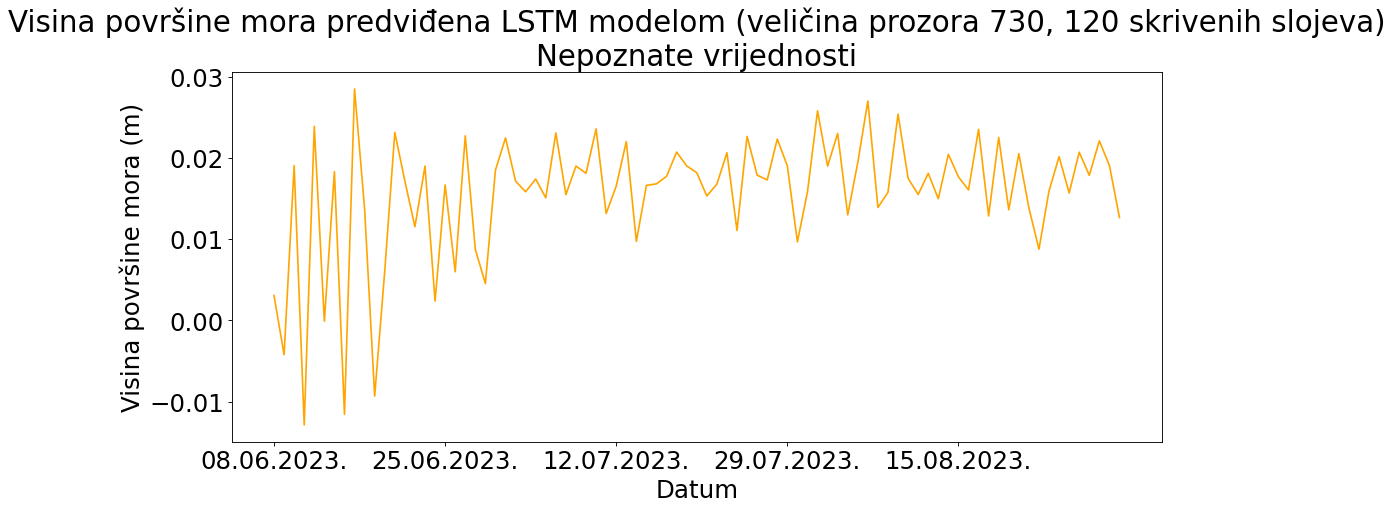 Visina površine mora predviđena LSTM modelom (veličina prozora 730, 120 skrivenih slojeva)
Nepoznate vrijednosti
0.03
0.02
0.01
0.00
−0.01
Visina površine mora (m)
08.06.2023. 25.06.2023. 12.07.2023. 29.07.2023. 15.08.2023.
Datum